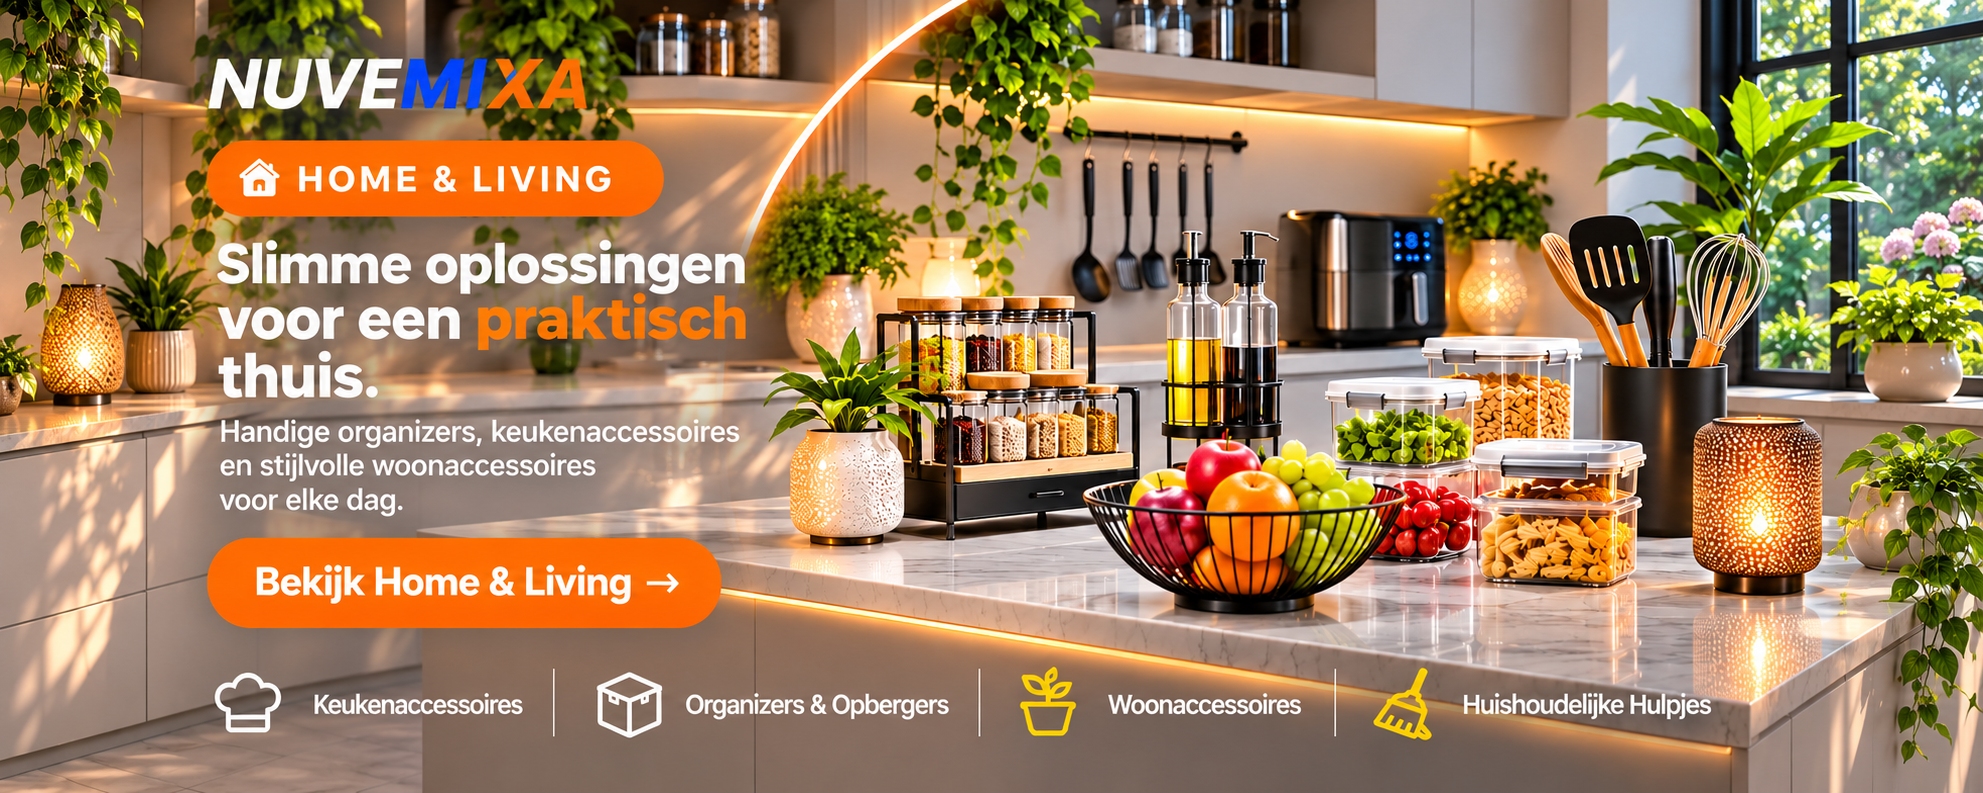 NUVEMIXA
HOME & LIVING
Slimme oplossingen
voor een praktisch
thuis.
Handige organizers, keukenaccessoires
en stijlvolle woonaccessoires
voor elke dag.
Bekijk Home & Living →
Keukenaccessoires
Organizers & Opbergers
Woonaccessoires
Huishoudelijke Hulpjes